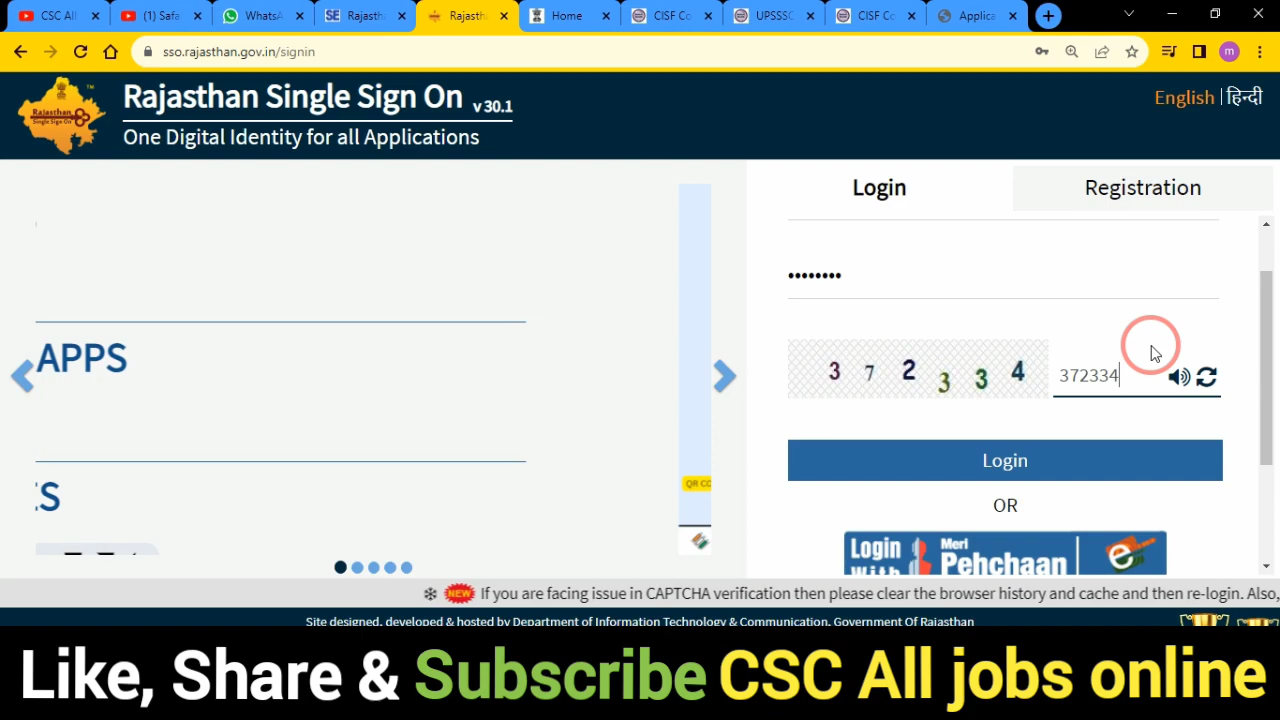 CSC All
(1) Safa
WhatsA
SE Rajasth
Rajasth
Home
CISF Co
UPSSSC
CISF Co
Applica
sso.rajasthan.gov.in/signin
m
Rajasthan Single Sign On v 30.1
One Digital Identity for all Applications
English | हिन्दी
Login
Registration
APPS
ES
QR CO
••••••••
3 7 2 3 3 4
372334
Login
OR
Login With Meri Pehchaan
NEW If you are facing issue in CAPTCHA verification then please clear the browser history and cache and then re-login. Also,
Site designed, developed & hosted by Department of Information Technology & Communication, Government Of Rajasthan
Like, Share & Subscribe CSC All jobs online